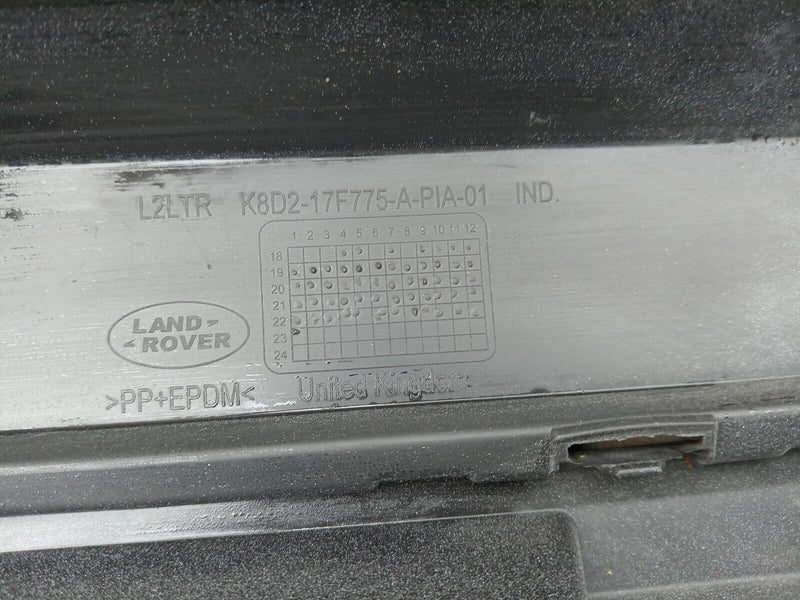 L2LTR K8D2-17F775-A-PIA-01 IND.
1 2 3 4 5 6 7 8 9 10 11 12
18
19
20
21
22
23
24
LAND-
-ROVER
>PP+EPDM< United Kingdom